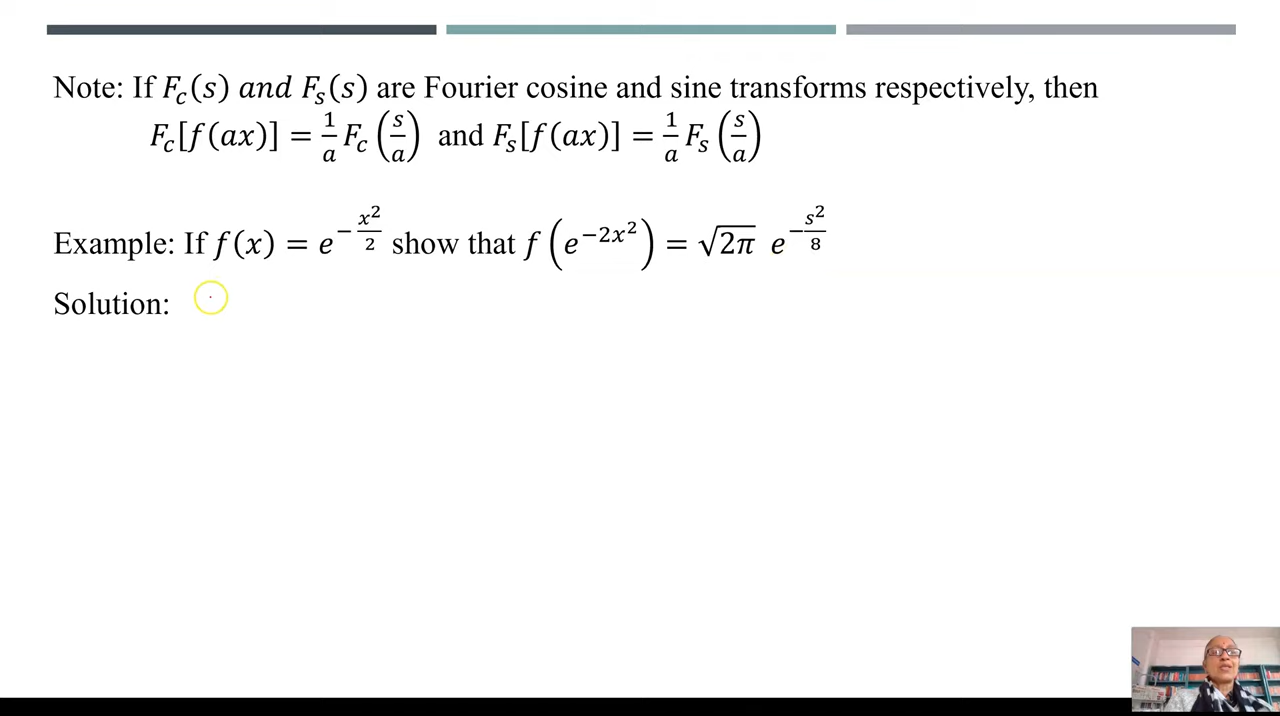 Note: If F_c(s) and F_s(s) are Fourier cosine and sine transforms respectively, then
F_c[f(ax)] = 1/a F_c (s/a) and F_s[f(ax)] = 1/a F_s (s/a)
Example: If f(x) = e^{-x^2/2} show that f(e^{-2x^2}) = √2π e^{-s^2/8}
Solution: